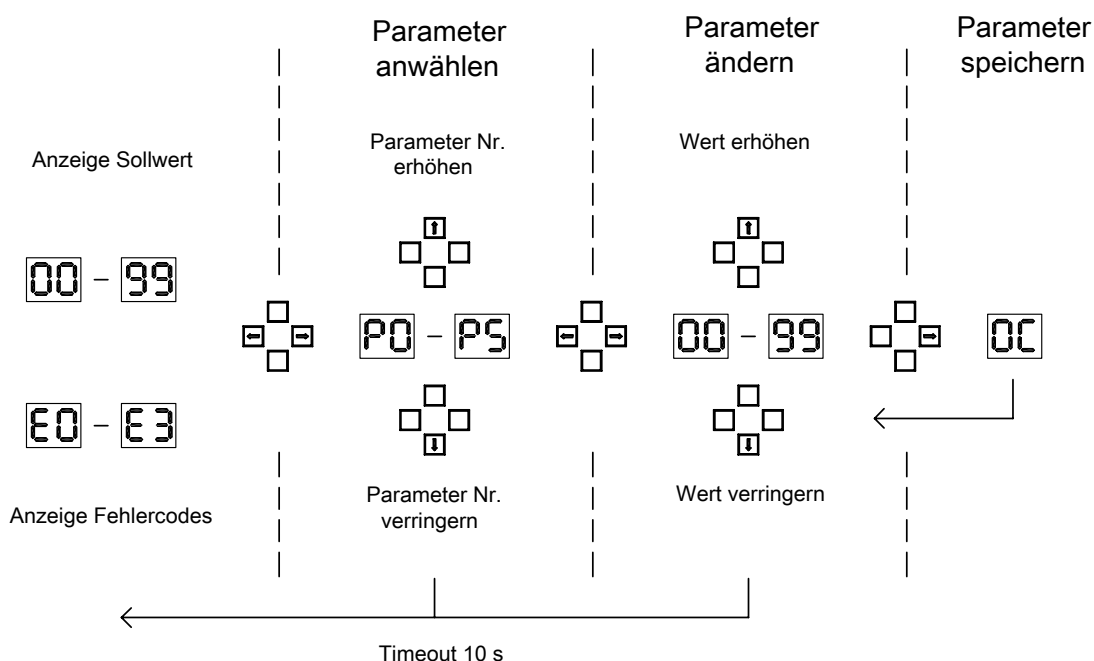 Parameter
anwählen
Parameter
ändern
Parameter
speichern
Anzeige Sollwert
Parameter Nr.
erhöhen
Wert erhöhen
00 – 99
P0 – P5
00 – 99
0C
E0 – E3
Anzeige Fehlercodes
Parameter Nr.
verringern
Wert verringern
Timeout 10 s